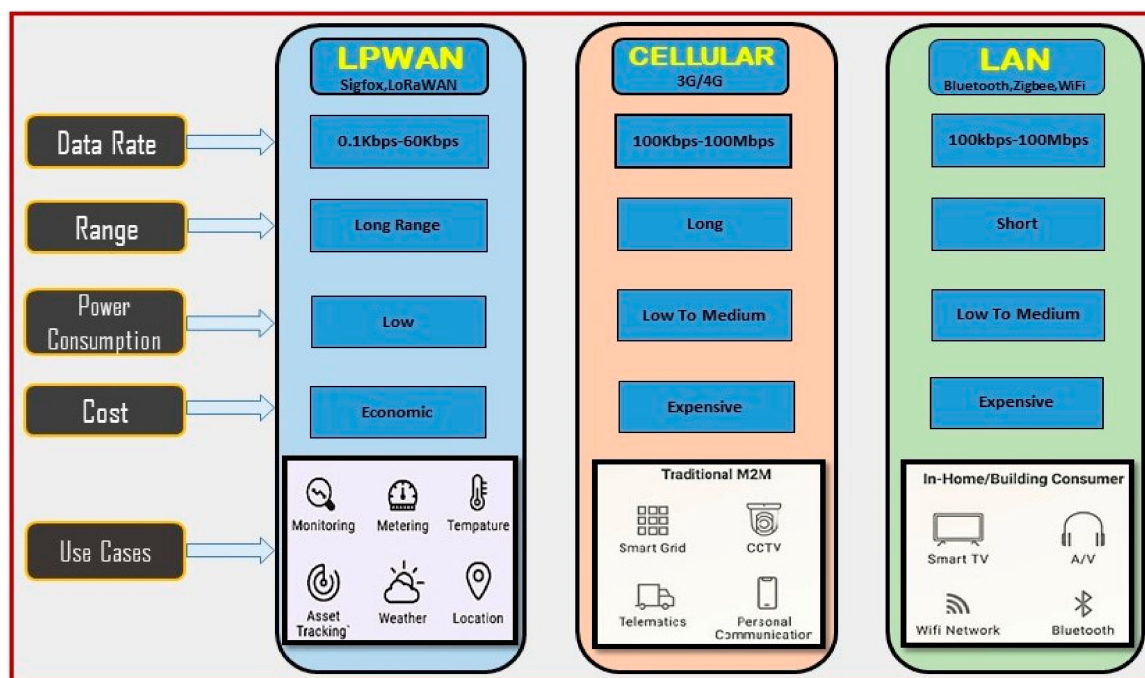 LPWAN
Sigfox,LoRaWAN
CELLULAR
3G/4G
LAN
Bluetooth,Zigbee,WiFi
Data Rate
0.1Kbps-60Kbps
100Kbps-100Mbps
100kbps-100Mbps
Range
Long Range
Long
Short
Power
Consumption
Low
Low To Medium
Low To Medium
Cost
Economic
Expensive
Expensive
Use Cases
Monitoring
Metering
Tempature
Asset
Tracking`
Weather
Location
Traditional M2M
Smart Grid
CCTV
Telematics
Personal
Communication
In-Home/Building Consumer
Smart TV
A/V
Wifi Network
Bluetooth